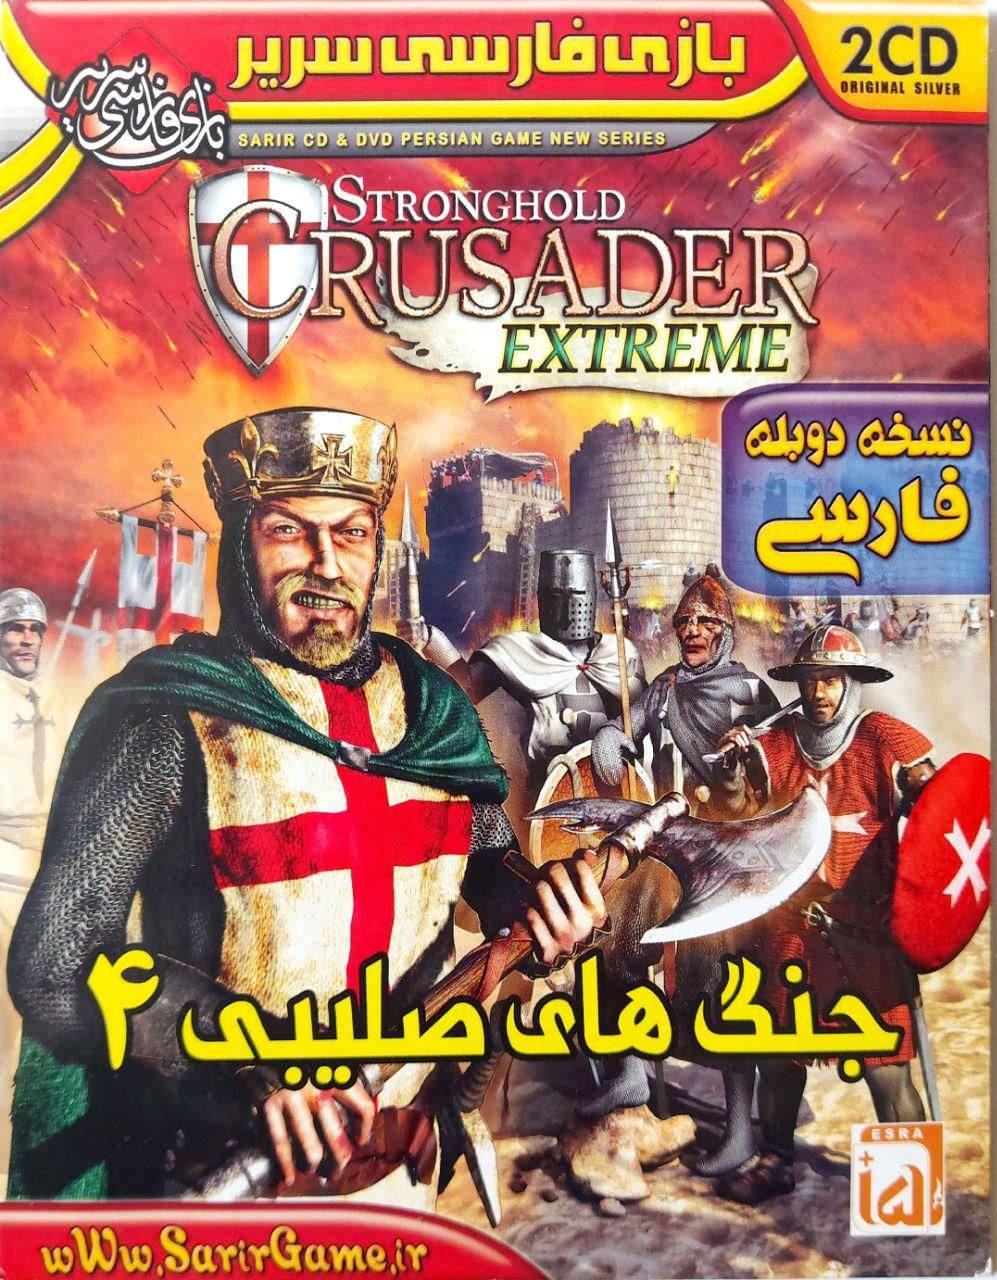 بازی فارسی سریر
2CD
ORIGINAL SILVER
بازی فارسی سریر
SARIR CD & DVD PERSIAN GAME NEW SERIES
STRONGHOLD
CRUSADER
EXTREME
نسخه دوبله
فارسی
جنگ های صلیبی ۴
ESRA
+۱۵
wWw.SarirGame.ir